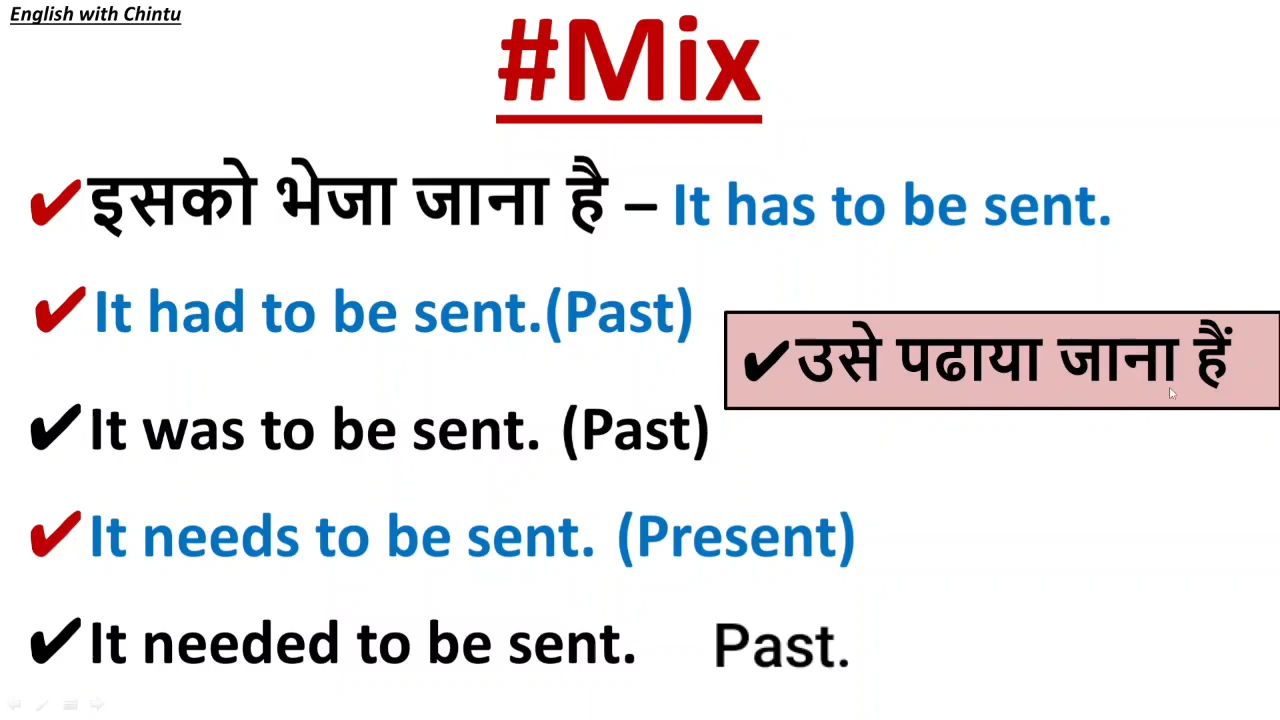 English with Chintu
#Mix
✔इसको भेजा जाना है – It has to be sent.
✔It had to be sent.(Past)
✔उसे पढाया जाना हैं
✔It was to be sent. (Past)
✔It needs to be sent. (Present)
✔It needed to be sent. Past.